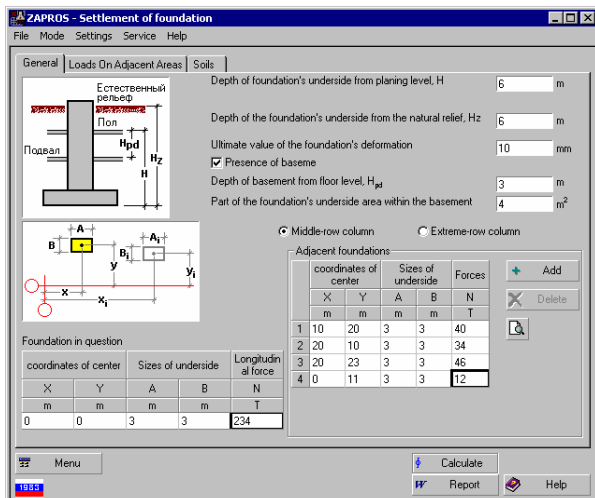 ZAPROS - Settlement of foundation
File Mode Settings Service Help
General Loads On Adjacent Areas Soils
Естественный
рельеф
Пол
Подвал
Hpd
H
Hz
Depth of foundation's underside from planing level, H 6 m
Depth of the foundation's underside from the natural relief, Hz 6 m
Ultimate value of the foundation's deformation 10 mm
Presence of baseme
Depth of basement from floor level, Hpd 3 m
Part of the foundation's underside area within the basement 4 m²
A
B
Ai
Bi
y
yi
x
xi
Middle-row column Extreme-row column
Adjacent foundations
coordinates of center Sizes of underside Forces
X Y A B N
m m m m T
1 10 20 3 3 40
2 20 10 3 3 34
3 20 23 3 3 46
4 0 11 3 3 12
Add
Delete
Foundation in question
coordinates of center Sizes of underside Longitudin al force
X Y A B N
m m m m T
0 0 3 3 234
Menu
Calculate
1983
Report
Help